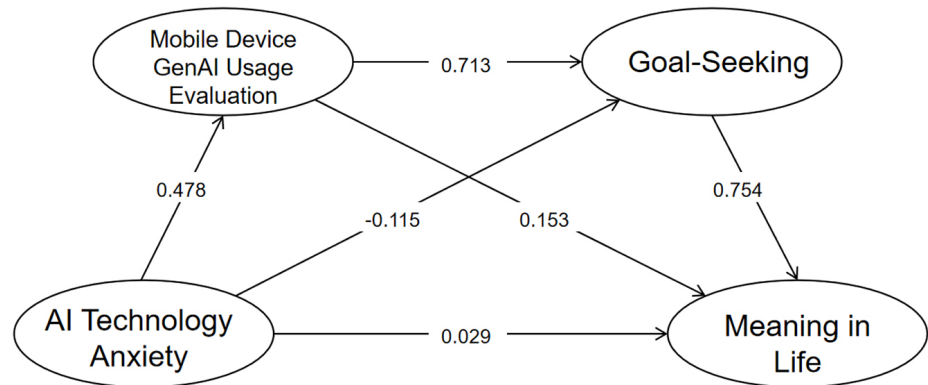 Mobile Device
GenAI Usage
Evaluation
0.713
Goal-Seeking
0.478
-0.115
0.153
0.754
AI Technology
Anxiety
0.029
Meaning in
Life